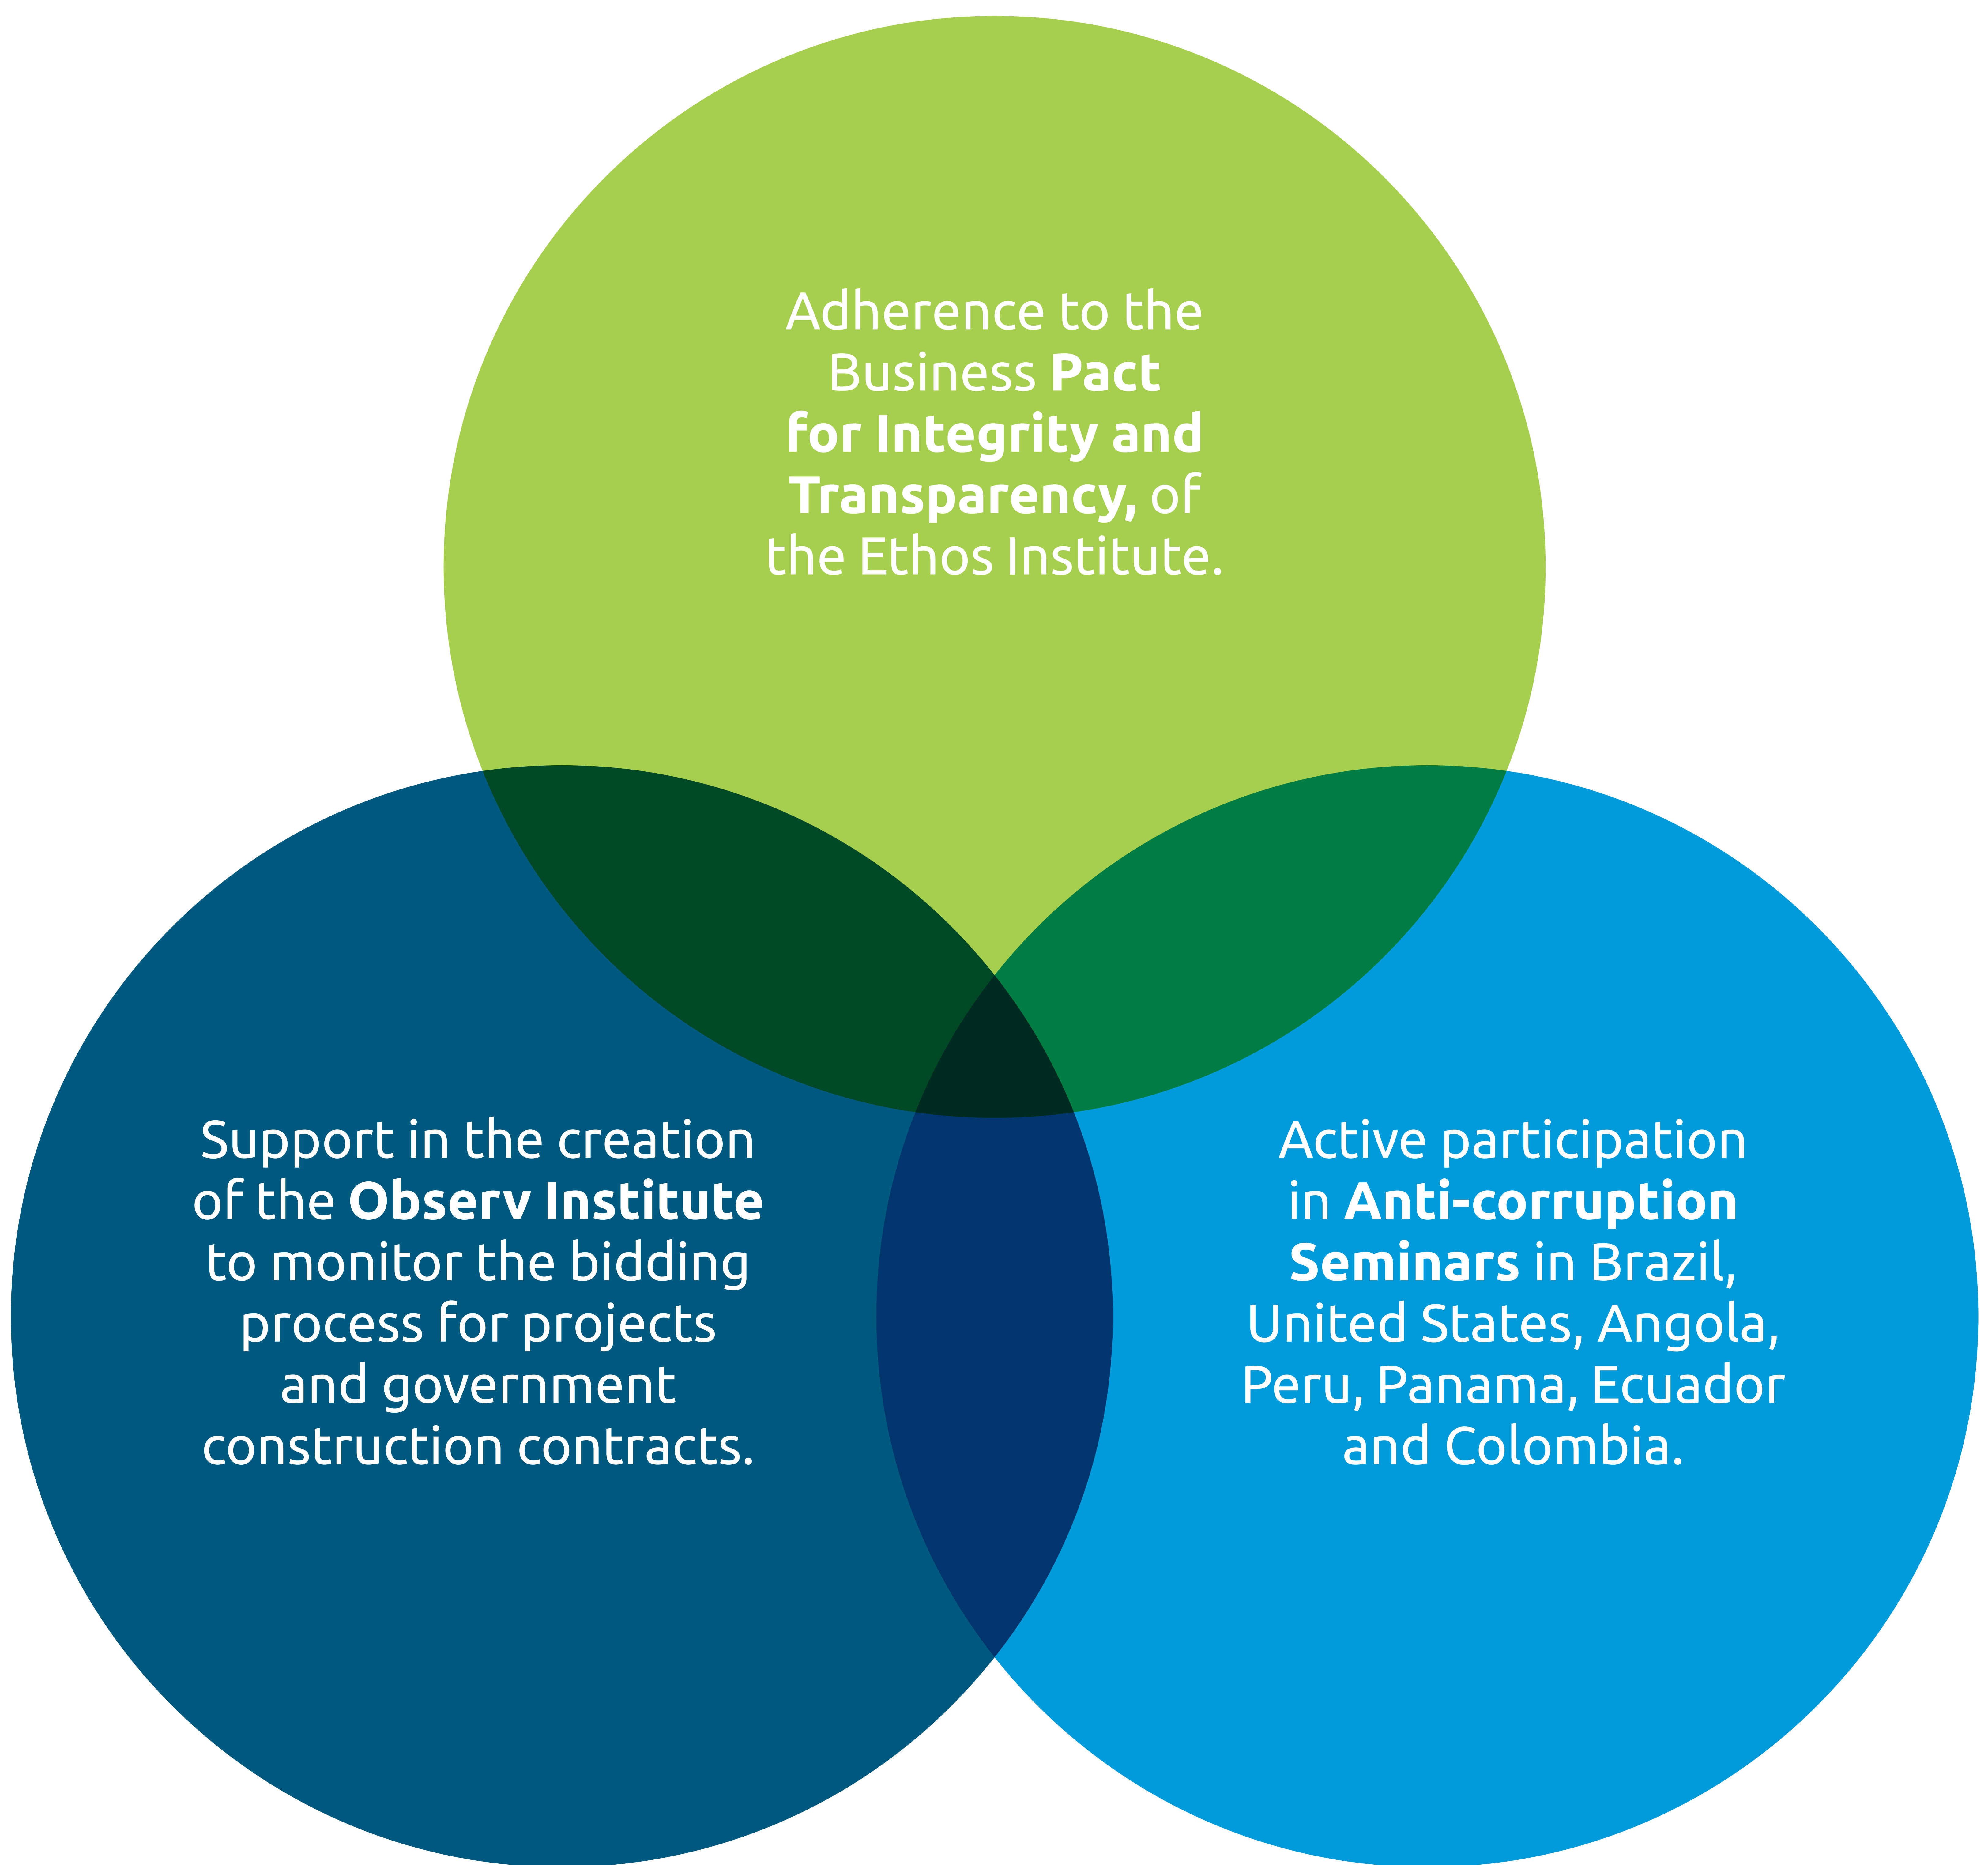 Adherence to the
Business Pact
for Integrity and
Transparency, of
the Ethos Institute.
Support in the creation
of the Observ Institute
to monitor the bidding
process for projects
and government
construction contracts.
Active participation
in Anti-corruption
Seminars in Brazil,
United States, Angola,
Peru, Panama, Ecuador
and Colombia.